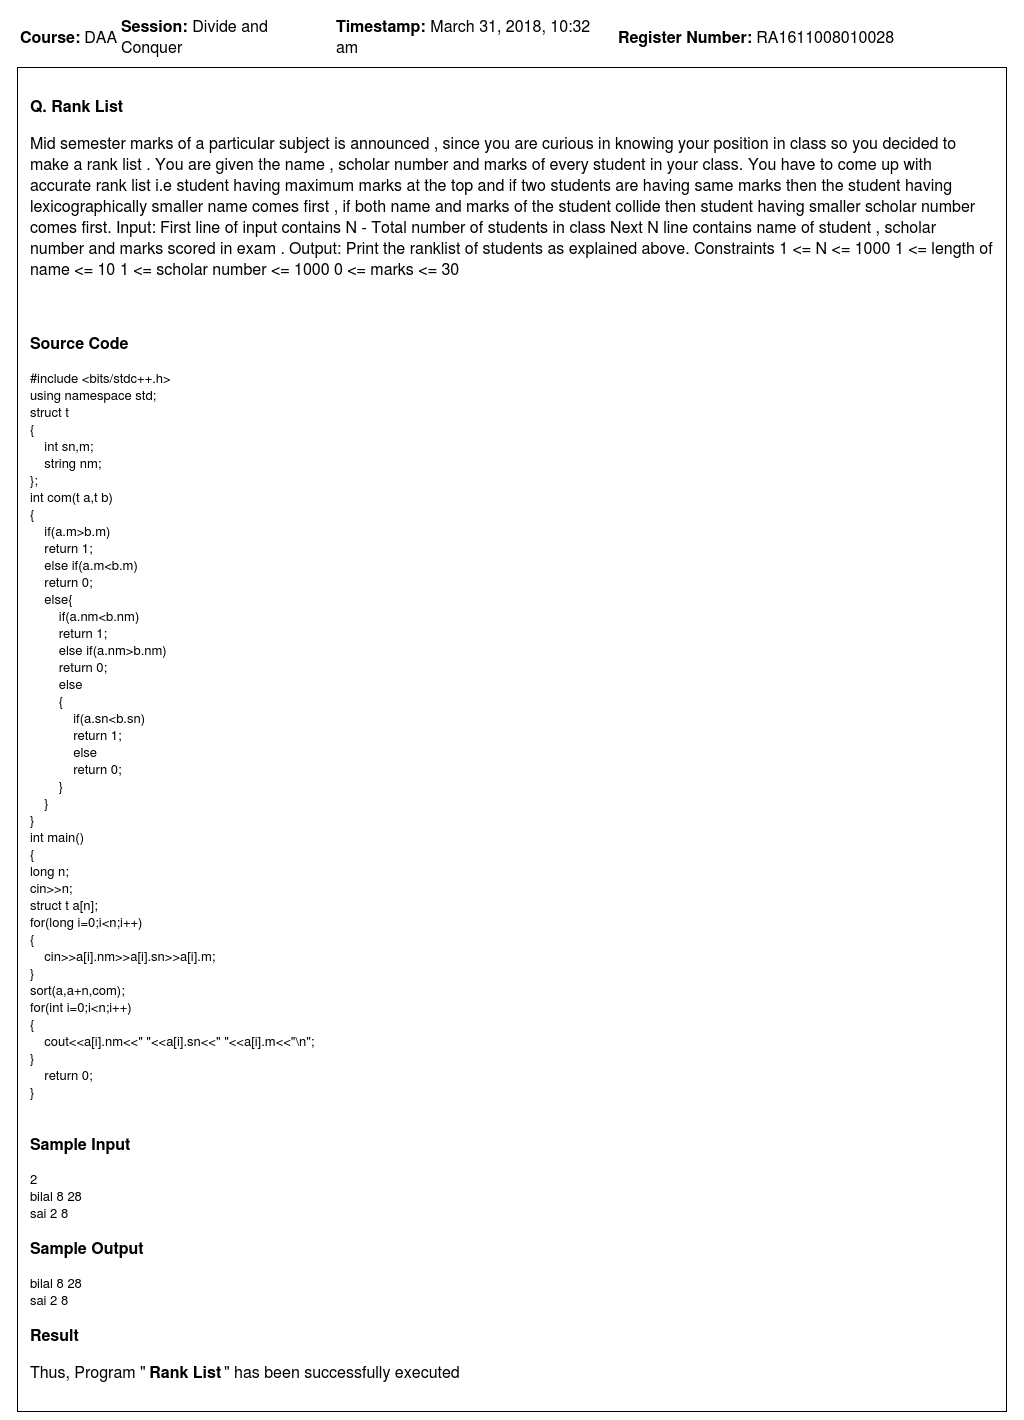 Course: DAA Session: Divide and Conquer Timestamp: March 31, 2018, 10:32 am Register Number: RA1611008010028
Q. Rank List
Mid semester marks of a particular subject is announced , since you are curious in knowing your position in class so you decided to
make a rank list . You are given the name , scholar number and marks of every student in your class. You have to come up with
accurate rank list i.e student having maximum marks at the top and if two students are having same marks then the student having
lexicographically smaller name comes first , if both name and marks of the student collide then student having smaller scholar number
comes first. Input: First line of input contains N - Total number of students in class Next N line contains name of student , scholar
number and marks scored in exam . Output: Print the ranklist of students as explained above. Constraints 1 <= N <= 1000 1 <= length of
name <= 10 1 <= scholar number <= 1000 0 <= marks <= 30
Source Code
#include <bits/stdc++.h>
using namespace std;
struct t
{
    int sn,m;
    string nm;
};
int com(t a,t b)
{
    if(a.m>b.m)
    return 1;
    else if(a.m<b.m)
    return 0;
    else{
        if(a.nm<b.nm)
        return 1;
        else if(a.nm>b.nm)
        return 0;
        else
        {
            if(a.sn<b.sn)
            return 1;
            else
            return 0;
        }
    }
}
int main()
{
long n;
cin>>n;
struct t a[n];
for(long i=0;i<n;i++)
{
    cin>>a[i].nm>>a[i].sn>>a[i].m;
}
sort(a,a+n,com);
for(int i=0;i<n;i++)
{
    cout<<a[i].nm<<" "<<a[i].sn<<" "<<a[i].m<<"\n";
}
    return 0;
}
Sample Input
2
bilal 8 28
sai 2 8
Sample Output
bilal 8 28
sai 2 8
Result
Thus, Program " Rank List " has been successfully executed